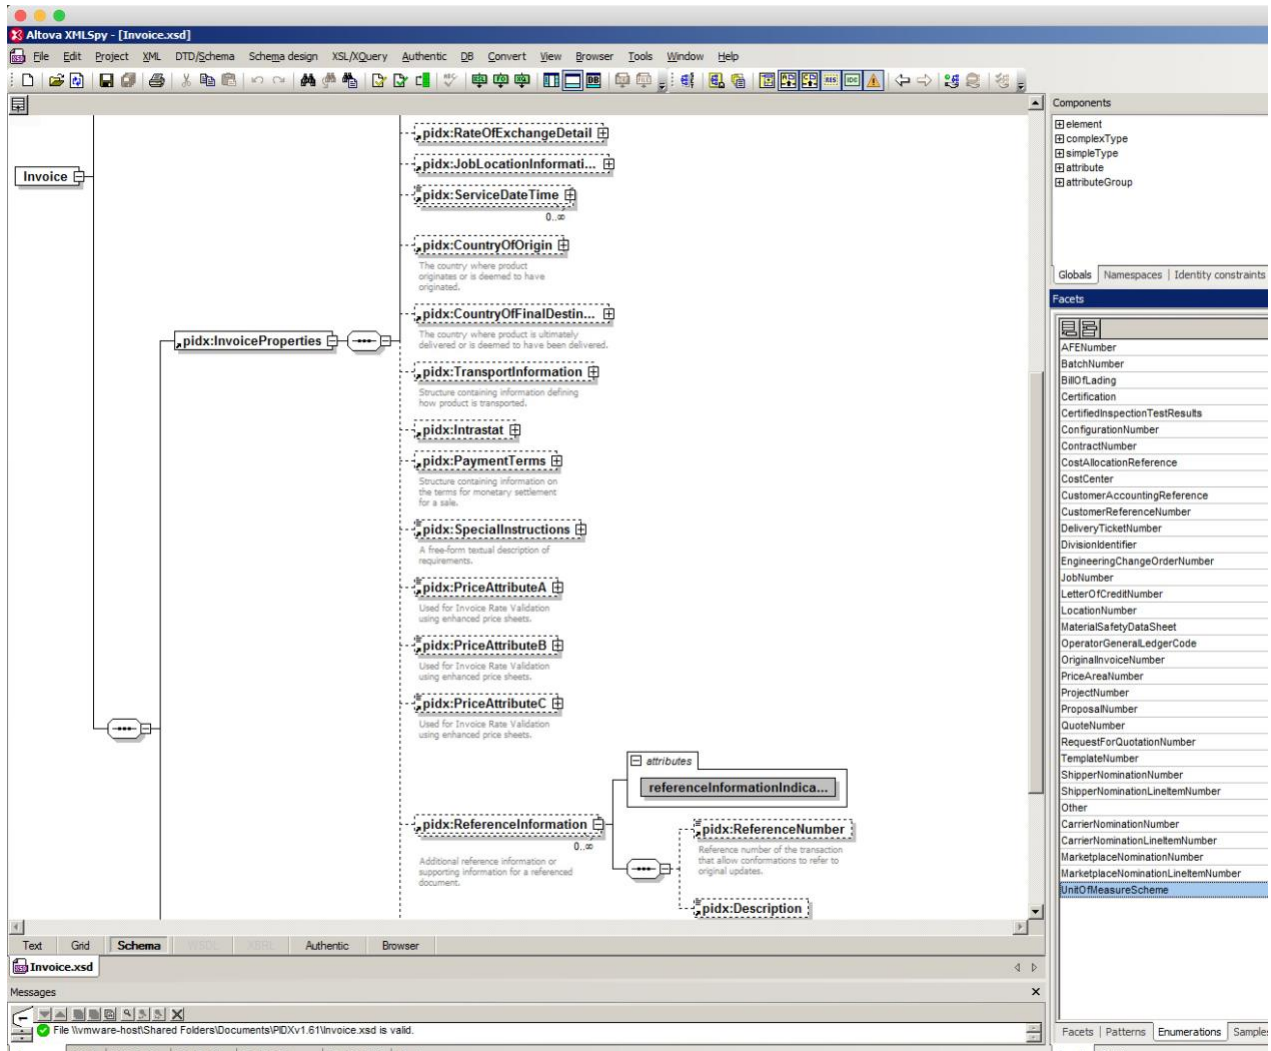 Altova XMLSpy - [Invoice.xsd]
File Edit Project XML DTD/Schema Schema design XSL/XQuery Authentic DB Convert View Browser Tools Window Help
Invoice
pidx:RateOfExchangeDetail
pidx:JobLocationInformati...
pidx:ServiceDateTime
0..∞
pidx:CountryOfOrigin
The country where product
originates or is deemed to have
originated.
pidx:CountryOfFinalDestin...
The country where product is ultimately
delivered or is deemed to have been delivered.
pidx:InvoiceProperties
pidx:TransportInformation
Structure containing information defining
how product is transported.
pidx:Intrastat
pidx:PaymentTerms
Structure containing information on
the terms for monetary settlement
for a sale.
pidx:SpecialInstructions
A free-form textual description of
requirements.
pidx:PriceAttributeA
Used for Invoice Rate Validation
using enhanced price sheets.
pidx:PriceAttributeB
Used for Invoice Rate Validation
using enhanced price sheets.
pidx:PriceAttributeC
Used for Invoice Rate Validation
using enhanced price sheets.
attributes
referenceInformationIndica...
pidx:ReferenceInformation
0..∞
Additional reference information or
supporting information for a referenced
document.
pidx:ReferenceNumber
Reference number of the transaction
that allow conformations to refer to
original updates.
pidx:Description
Text Grid Schema WSDL XBRL Authentic Browser
Invoice.xsd
Messages
File \\vmware-host\Shared Folders\Documents\PIDXv1.61\Invoice.xsd is valid.
Components
element
complexType
simpleType
attribute
attributeGroup
Globals Namespaces Identity constraints
Facets
AFENumber
BatchNumber
BillOfLading
Certification
CertifiedInspectionTestResults
ConfigurationNumber
ContractNumber
CostAllocationReference
CostCenter
CustomerAccountingReference
CustomerReferenceNumber
DeliveryTicketNumber
DivisionIdentifier
EngineeringChangeOrderNumber
JobNumber
LetterOfCreditNumber
LocationNumber
MaterialSafetyDataSheet
OperatorGeneralLedgerCode
OriginalInvoiceNumber
PriceAreaNumber
ProjectNumber
ProposalNumber
QuoteNumber
RequestForQuotationNumber
TemplateNumber
ShipperNominationNumber
ShipperNominationLineItemNumber
Other
CarrierNominationNumber
CarrierNominationLineItemNumber
MarketplaceNominationNumber
MarketplaceNominationLineItemNumber
UnitOfMeasureScheme
Facets Patterns Enumerations Samples